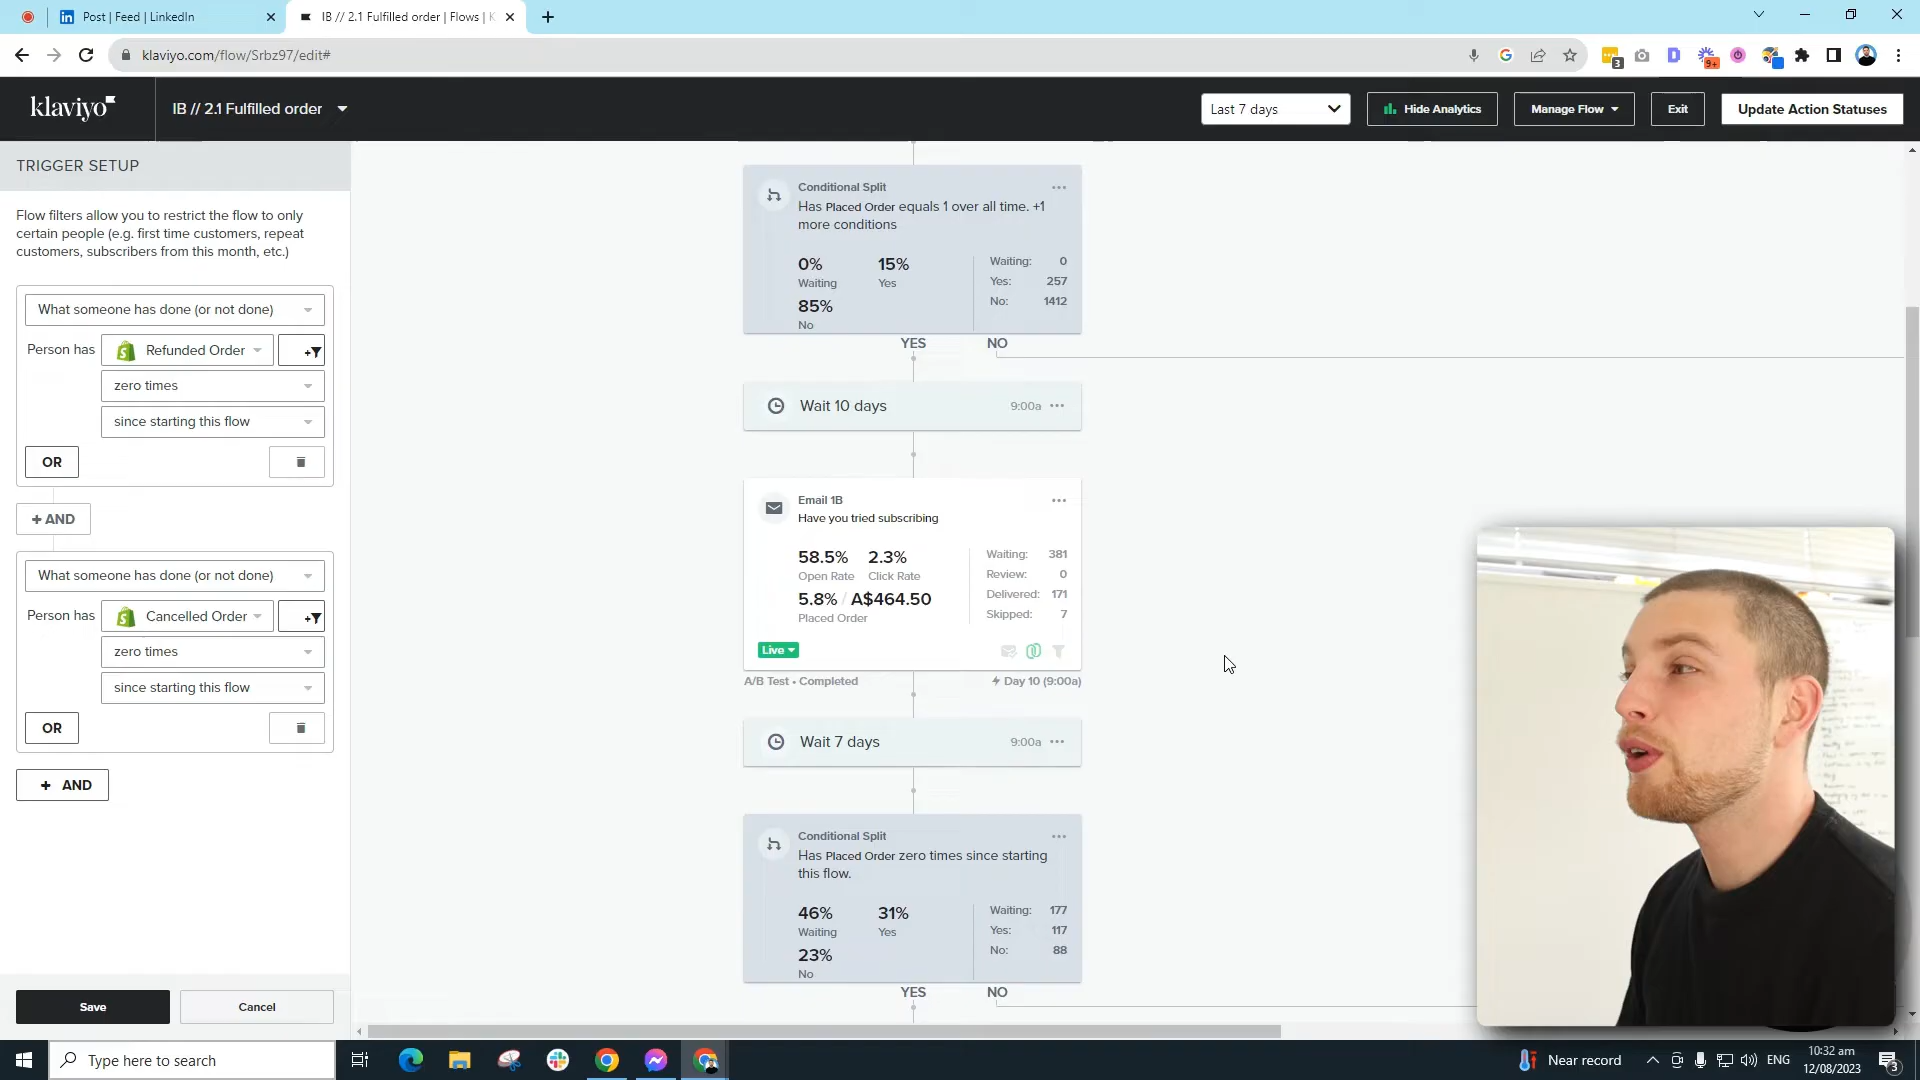 Post | Feed | LinkedIn
IB // 2.1 Fulfilled order | Flows | K
klaviyo.com/flow/Srbz97/edit#
3
9+
klaviyo
IB // 2.1 Fulfilled order
Last 7 days
Hide Analytics
Manage Flow
Exit
Update Action Statuses
TRIGGER SETUP
Flow filters allow you to restrict the flow to only
certain people (e.g. first time customers, repeat
customers, subscribers from this month, etc.)
What someone has done (or not done)
Person has
Refunded Order
zero times
since starting this flow
OR
+ AND
What someone has done (or not done)
Person has
Cancelled Order
zero times
since starting this flow
OR
+ AND
Save
Cancel
Conditional Split
Has Placed Order equals 1 over all time. +1
more conditions
0%
Waiting
15%
Yes
85%
No
Waiting: 0
Yes: 257
No: 1412
YES
NO
Wait 10 days
9:00a
Email 1B
Have you tried subscribing
58.5%
Open Rate
2.3%
Click Rate
5.8% / A$464.50
Placed Order
Waiting: 381
Review: 0
Delivered: 171
Skipped: 7
Live
A/B Test • Completed
Day 10 (9:00a)
Wait 7 days
9:00a
Conditional Split
Has Placed Order zero times since starting
this flow.
46%
Waiting
31%
Yes
23%
No
Waiting: 177
Yes: 117
No: 88
YES
NO
Type here to search
Near record
ENG
10:32 am
12/08/2023
3